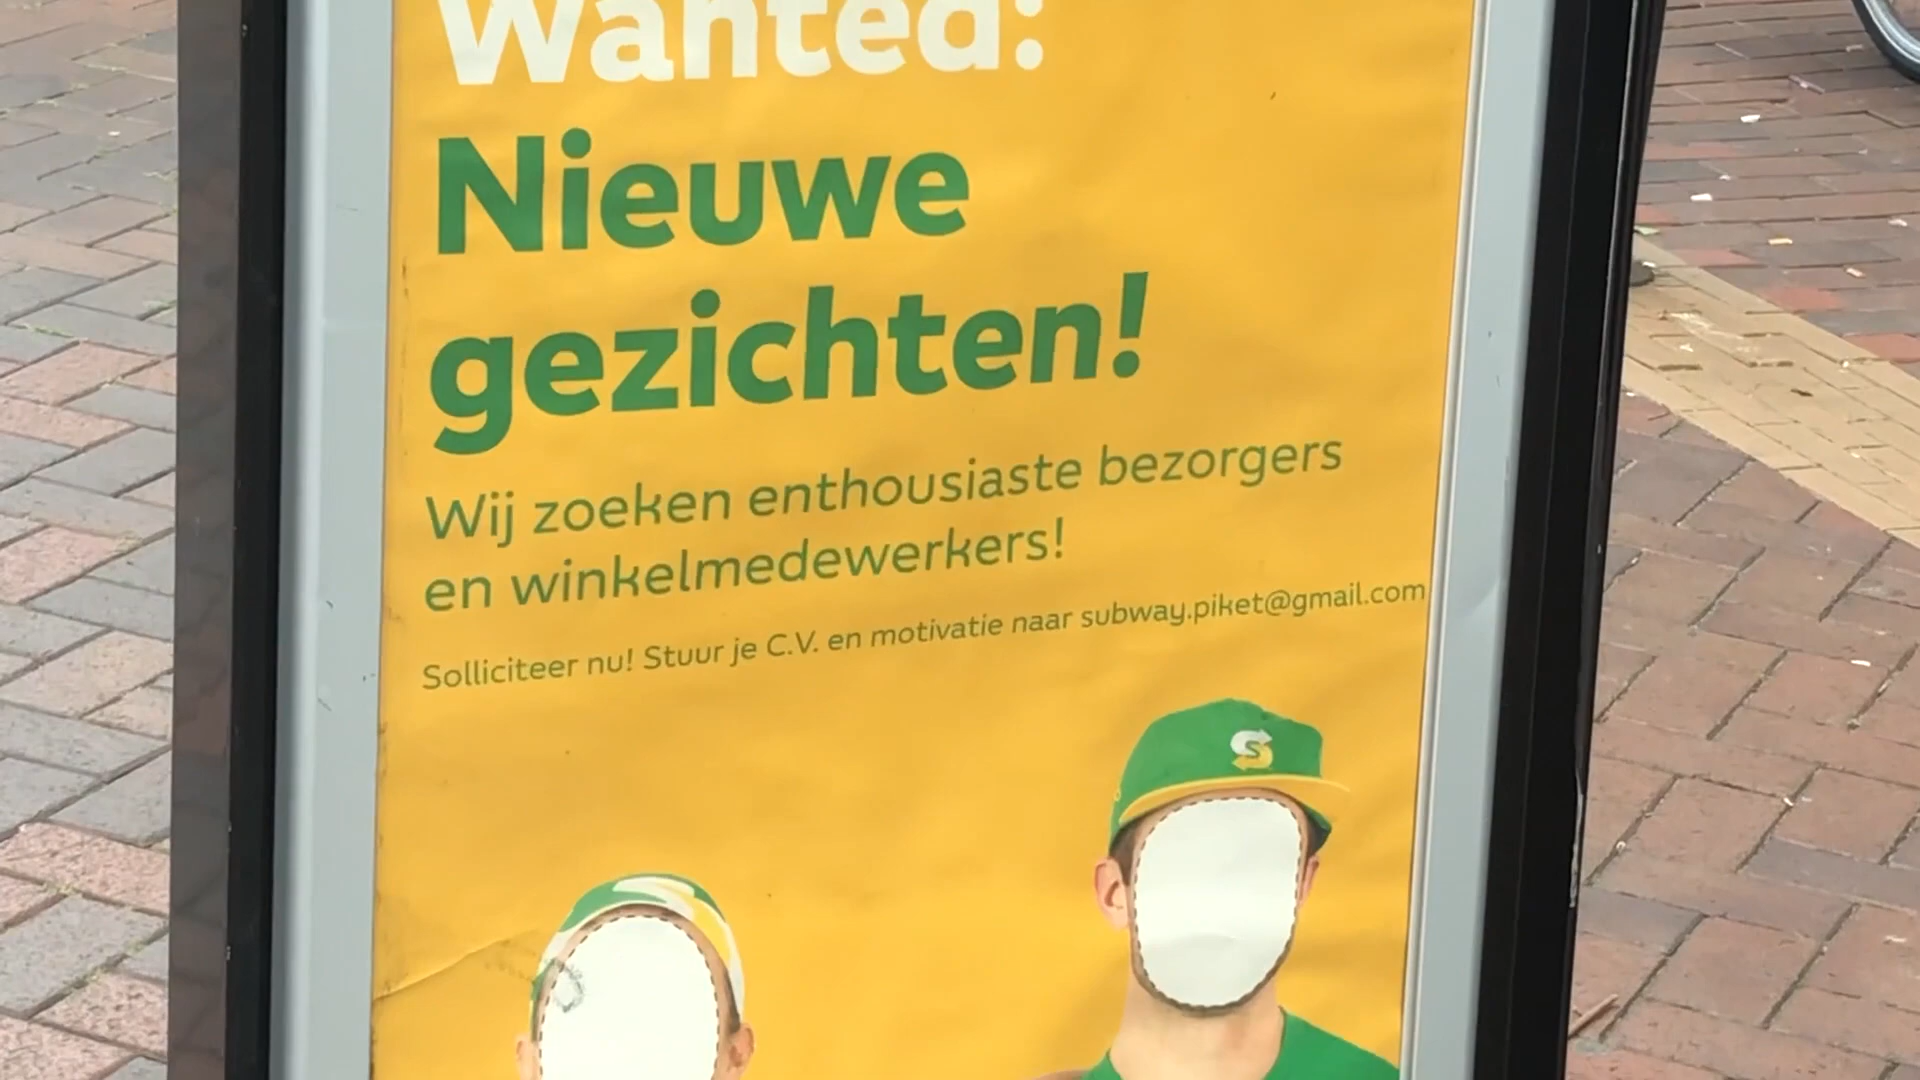 Wanted:
Nieuwe
gezichten!
Wij zoeken enthousiaste bezorgers
en winkelmedewerkers!
Solliciteer nu! Stuur je C.V. en motivatie naar subway.piket@gmail.com
S